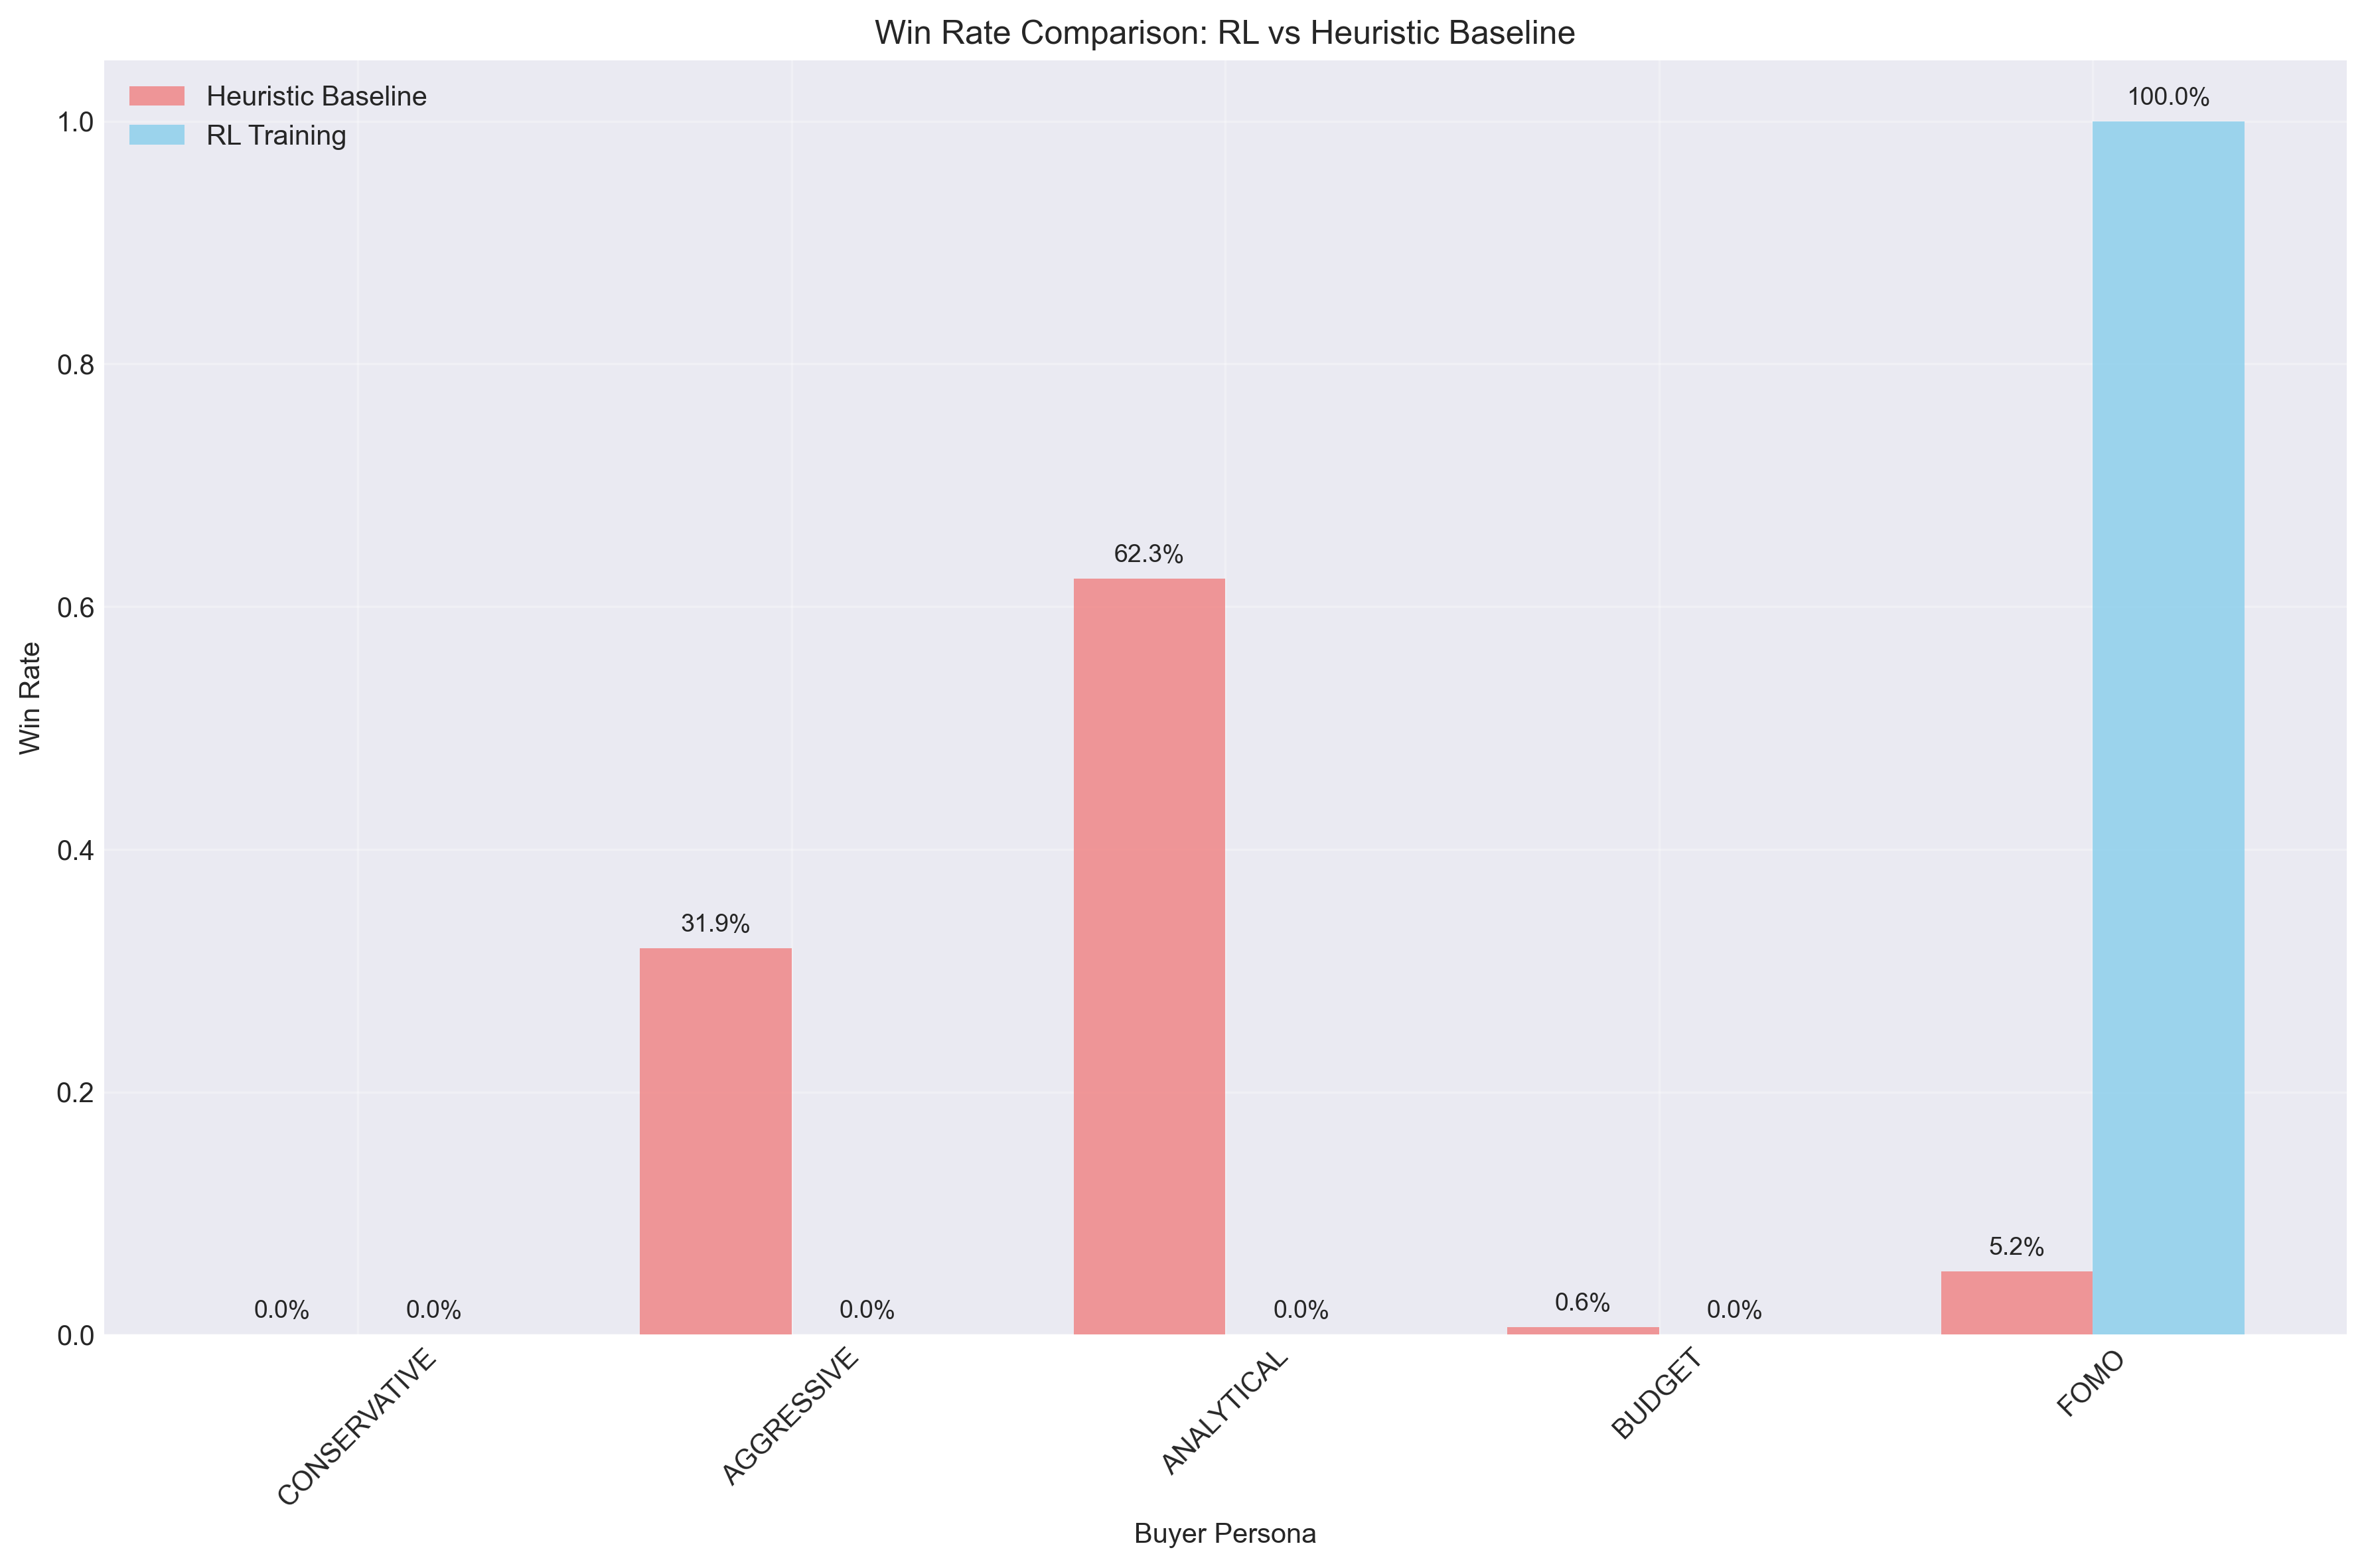 Win Rate Comparison: RL vs Heuristic Baseline
Heuristic Baseline
RL Training
Win Rate
1.0
0.8
0.6
0.4
0.2
0.0
0.0%
0.0%
31.9%
0.0%
62.3%
0.0%
0.6%
0.0%
5.2%
100.0%
CONSERVATIVE
AGGRESSIVE
ANALYTICAL
BUDGET
FOMO
Buyer Persona